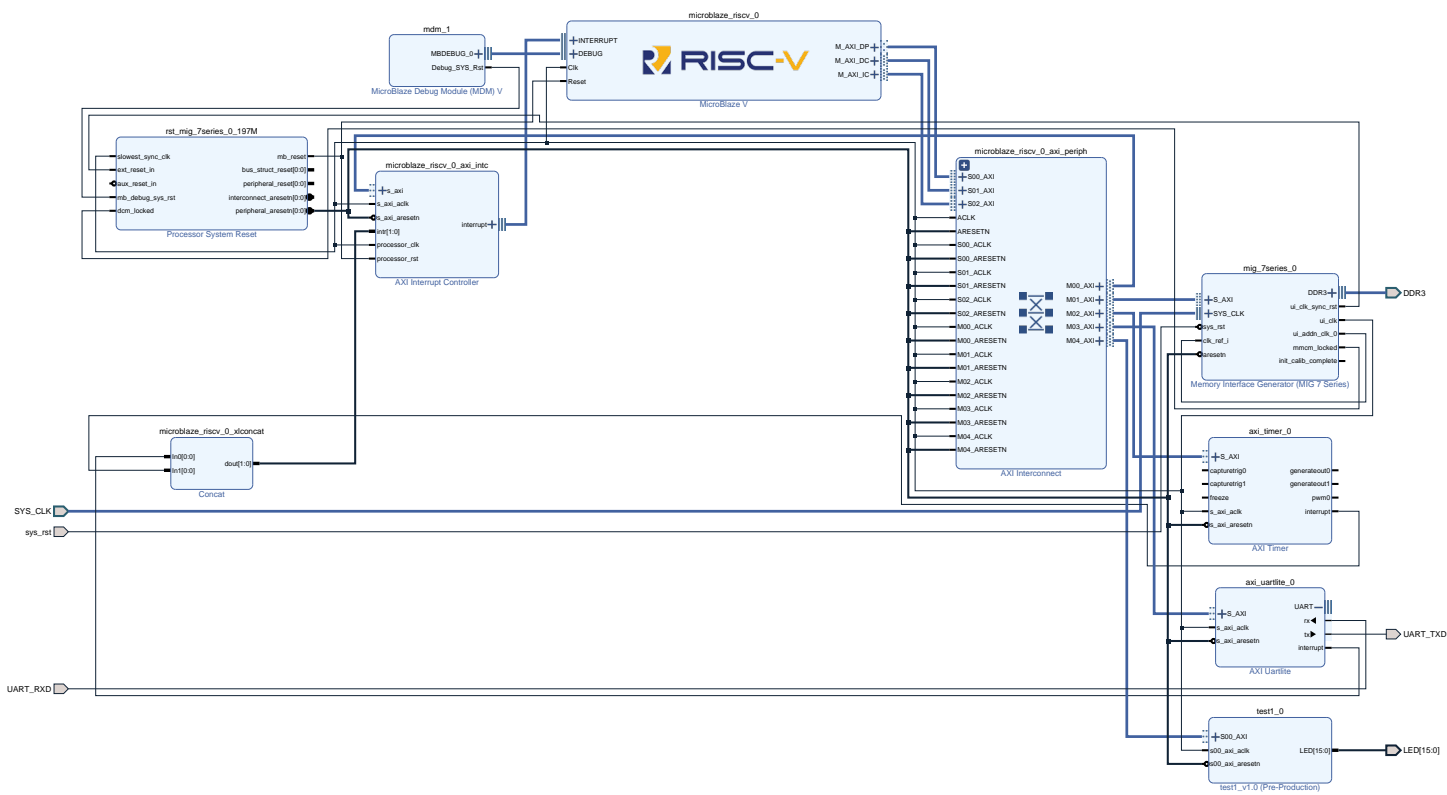 microblaze_riscv_0
INTERRUPT
DEBUG
Clk
Reset
RISC-V
M_AXI_DP
M_AXI_DC
M_AXI_IC
MicroBlaze V
mdm_1
MBDEBUG_0
Debug_SYS_Rst
MicroBlaze Debug Module (MDM) V
rst_mig_7series_0_197M
slowest_sync_clk
ext_reset_in
aux_reset_in
mb_debug_sys_rst
dcm_locked
mb_reset
bus_struct_reset[0:0]
peripheral_reset[0:0]
interconnect_aresetn[0:0]
peripheral_aresetn[0:0]
Processor System Reset
microblaze_riscv_0_axi_intc
s_axi
s_axi_aclk
s_axi_aresetn
intr[1:0]
processor_clk
processor_rst
interrupt
AXI Interrupt Controller
microblaze_riscv_0_axi_periph
S00_AXI
S01_AXI
S02_AXI
ACLK
ARESETN
S00_ACLK
S00_ARESETN
S01_ACLK
S01_ARESETN
S02_ACLK
S02_ARESETN
M00_ACLK
M00_ARESETN
M01_ACLK
M01_ARESETN
M02_ACLK
M02_ARESETN
M03_ACLK
M03_ARESETN
M04_ACLK
M04_ARESETN
M00_AXI
M01_AXI
M02_AXI
M03_AXI
M04_AXI
AXI Interconnect
mig_7series_0
S_AXI
SYS_CLK
sys_rst
clk_ref_i
aresetn
DDR3
ui_clk_sync_rst
ui_clk
ui_addn_clk_0
mmcm_locked
init_calib_complete
Memory Interface Generator (MIG 7 Series)
DDR3
microblaze_riscv_0_xlconcat
In0[0:0]
In1[0:0]
dout[1:0]
Concat
axi_timer_0
S_AXI
capturetrig0
capturetrig1
freeze
s_axi_aclk
s_axi_aresetn
generateout0
generateout1
pwm0
interrupt
AXI Timer
SYS_CLK
sys_rst
axi_uartlite_0
S_AXI
s_axi_aclk
s_axi_aresetn
UART
rx
tx
interrupt
AXI Uartlite
UART_TXD
UART_RXD
test1_0
S00_AXI
s00_axi_aclk
s00_axi_aresetn
LED[15:0]
test1_v1.0 (Pre-Production)
LED[15:0]